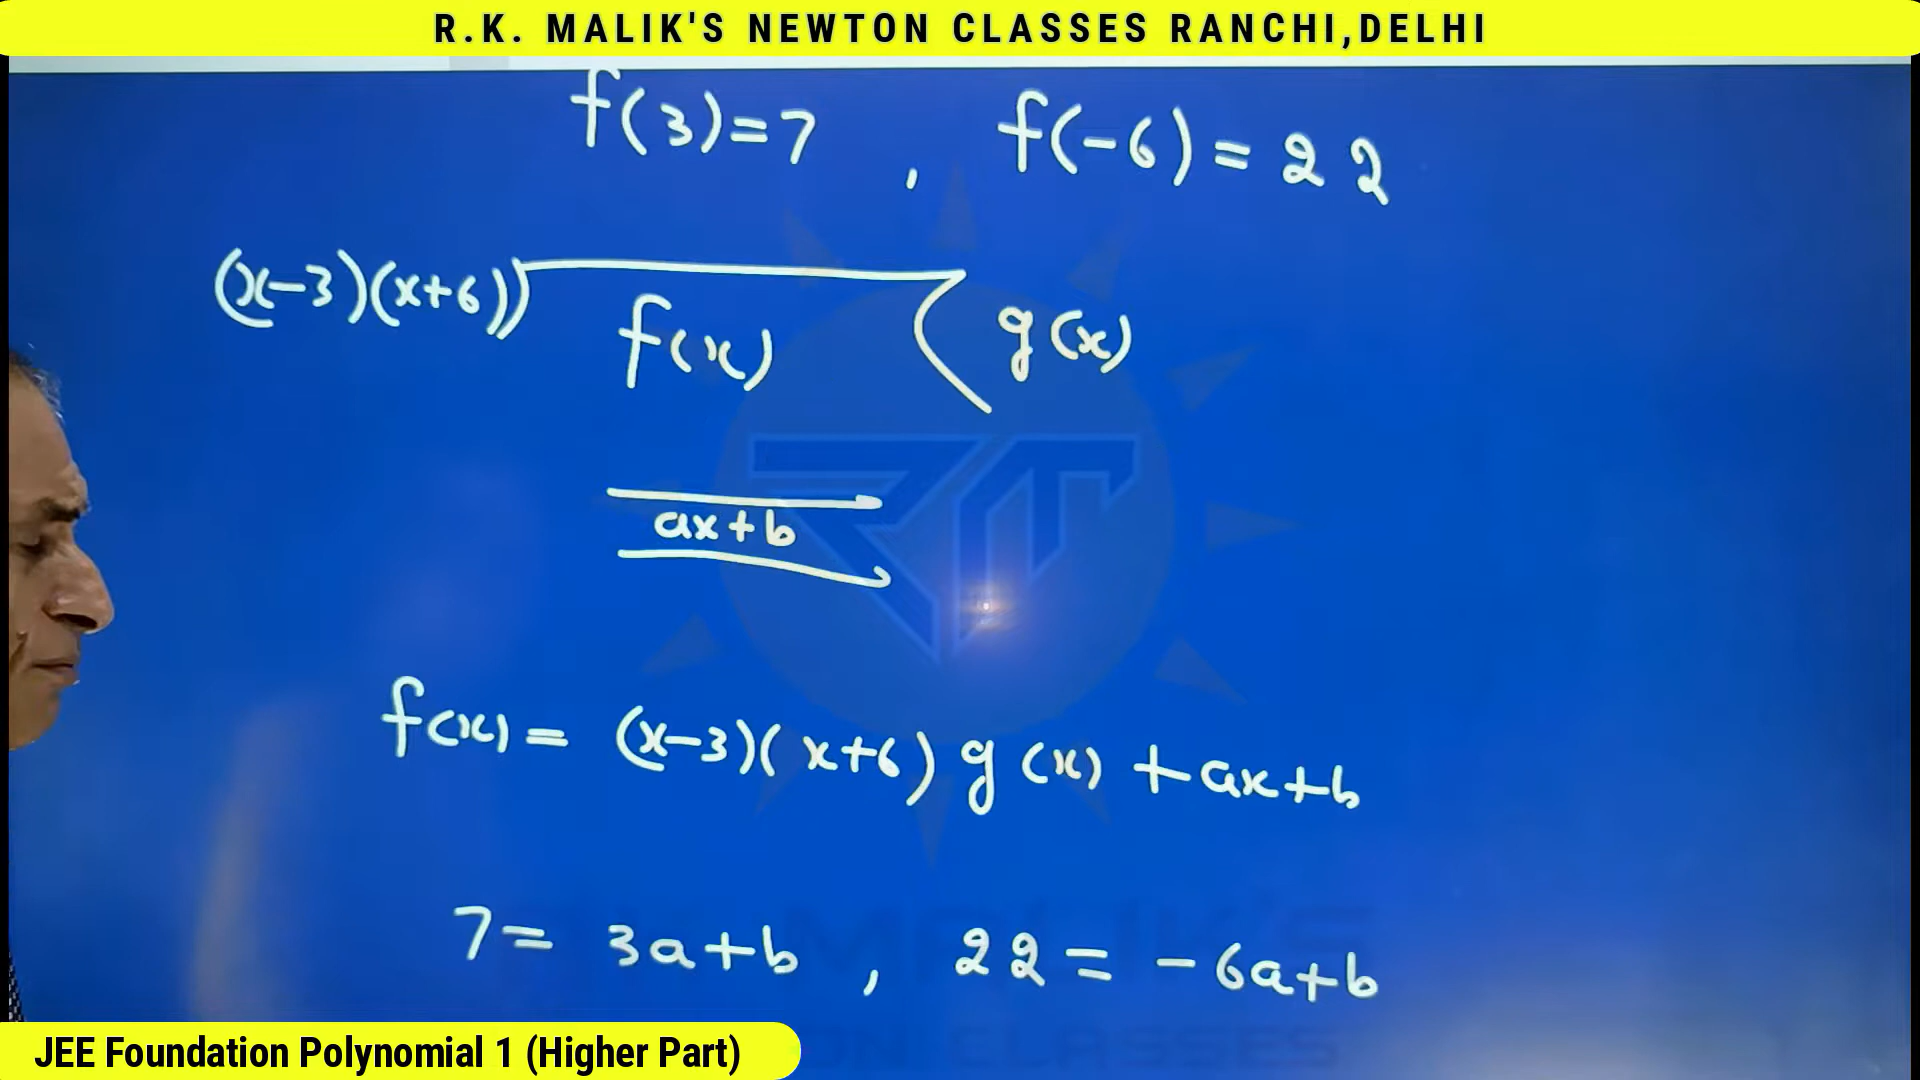 R.K. MALIK'S NEWTON CLASSES RANCHI,DELHI
f(3)=7 , f(-6)=22
(x-3)(x+6)) f(x) ( g(x)
ax+b
f(x) = (x-3)(x+6) g(x) + ax+b
7 = 3a+b , 22 = -6a+b
JEE Foundation Polynomial 1 (Higher Part)